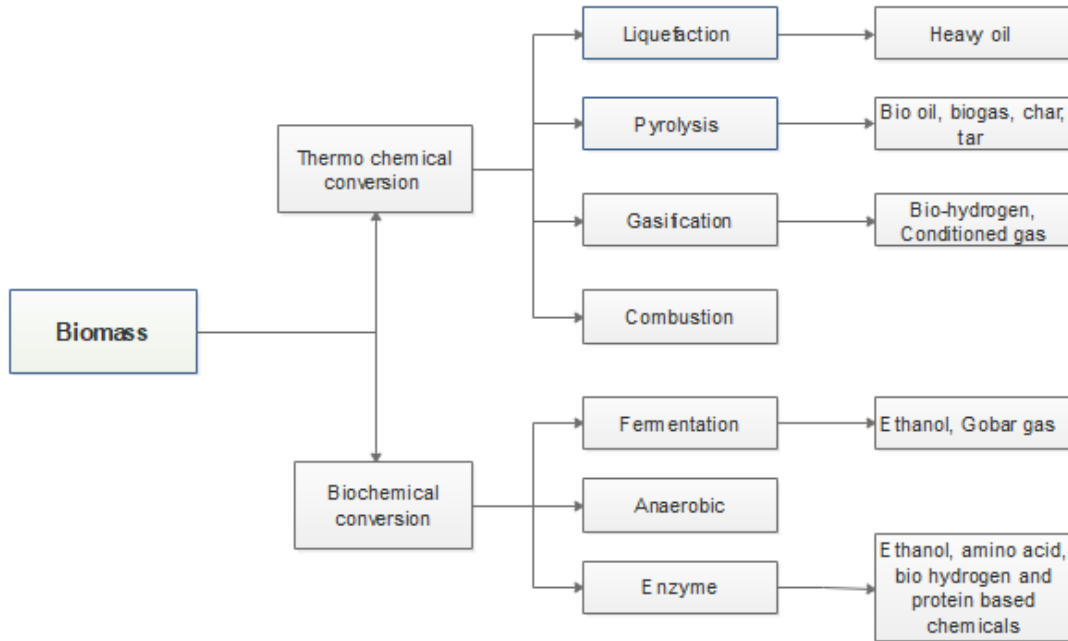 Liquefaction
Heavy oil
Pyrolysis
Bio oil, biogas, char,
tar
Thermo chemical
conversion
Gasification
Bio-hydrogen,
Conditioned gas
Combustion
Biomass
Fermentation
Ethanol, Gobar gas
Biochemical
conversion
Anaerobic
Enzyme
Ethanol, amino acid,
bio hydrogen and
protein based
chemicals